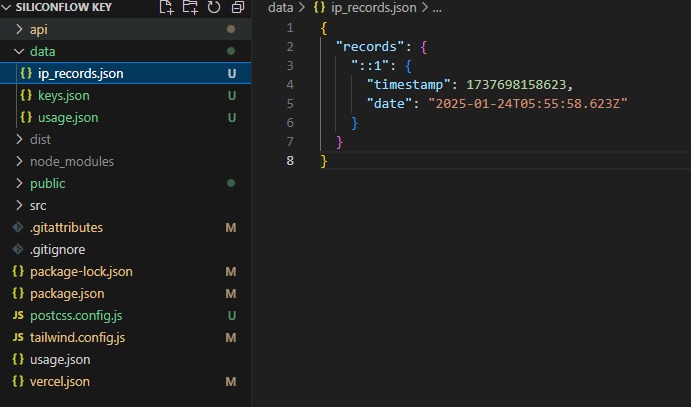 SILICONFLOW KEY
api
data
ip_records.json U
keys.json U
usage.json U
dist
node_modules
public
src
.gitattributes M
.gitignore
package-lock.json M
package.json M
postcss.config.js U
tailwind.config.js M
usage.json
vercel.json M
data > {} ip_records.json > ...
1 {
2 "records": {
3 "::1": {
4 "timestamp": 1737698158623,
5 "date": "2025-01-24T05:55:58.623Z"
6 }
7 }
8 }